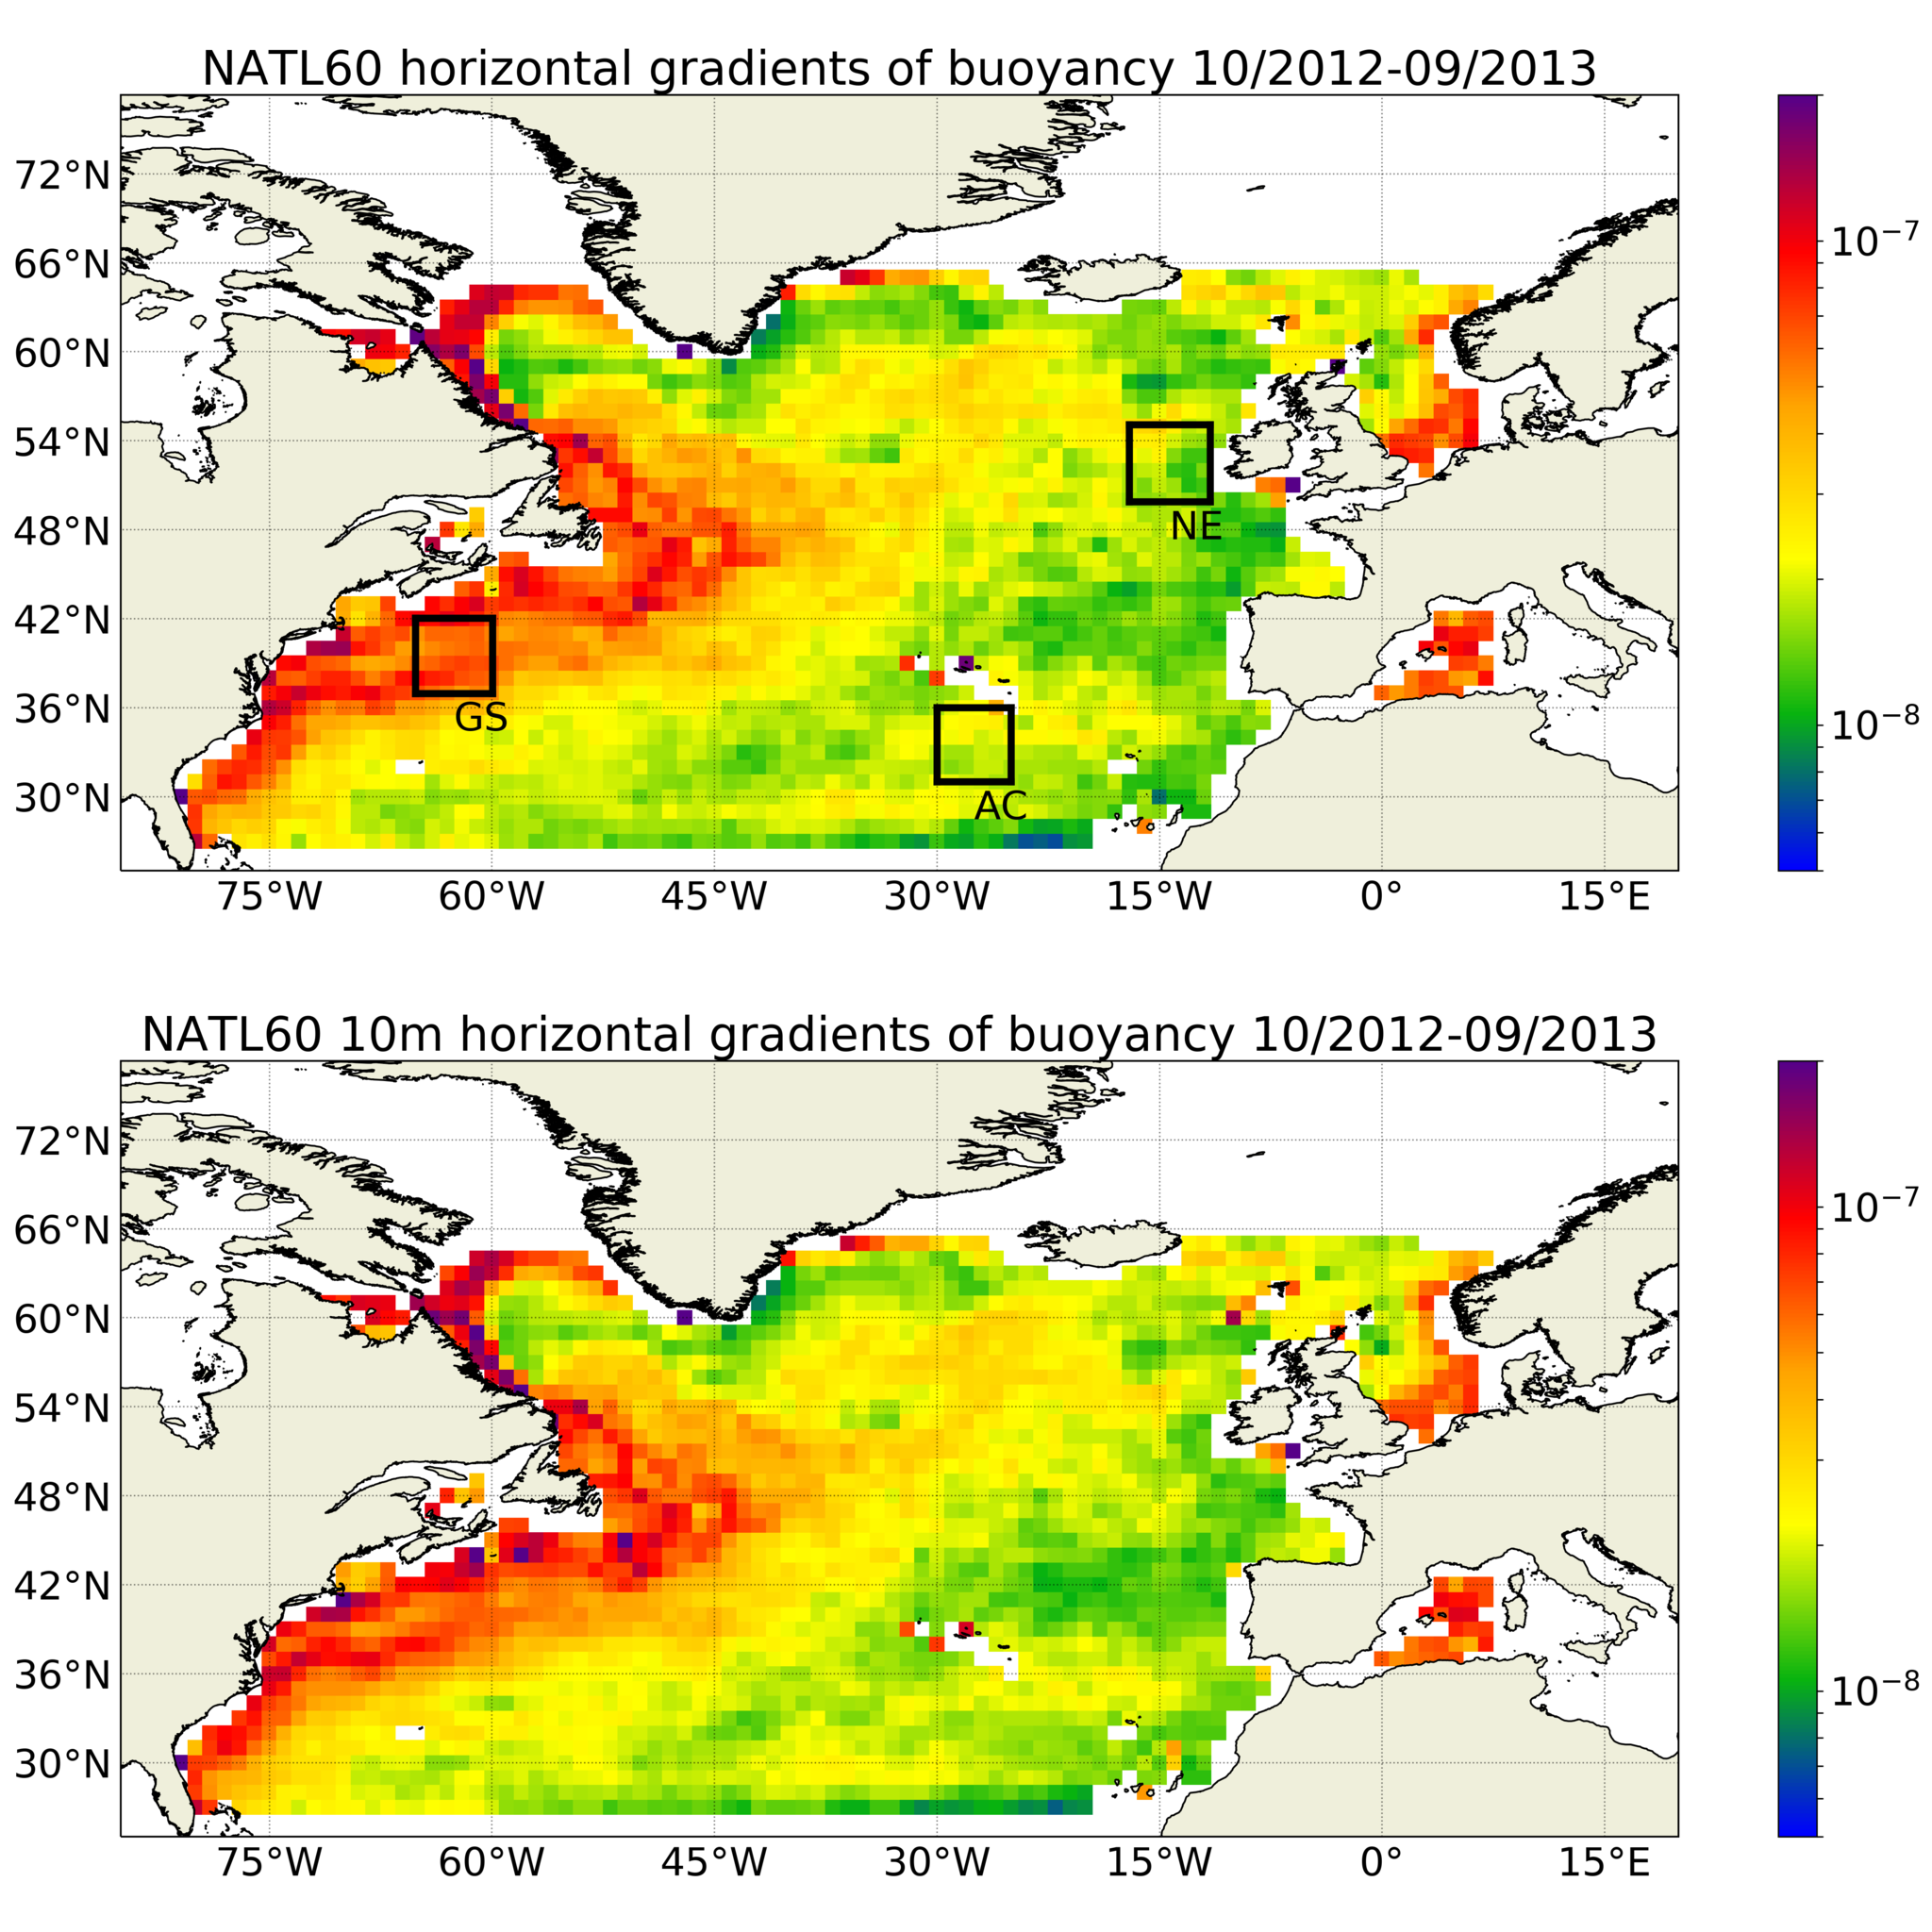 NATL60 horizontal gradients of buoyancy 10/2012-09/2013
72°N
66°N
60°N
54°N
48°N
42°N
36°N
30°N
NE
GS
AC
75°W 60°W 45°W 30°W 15°W 0° 15°E
10⁻⁷
10⁻⁸
NATL60 10m horizontal gradients of buoyancy 10/2012-09/2013
72°N
66°N
60°N
54°N
48°N
42°N
36°N
30°N
75°W 60°W 45°W 30°W 15°W 0° 15°E
10⁻⁷
10⁻⁸